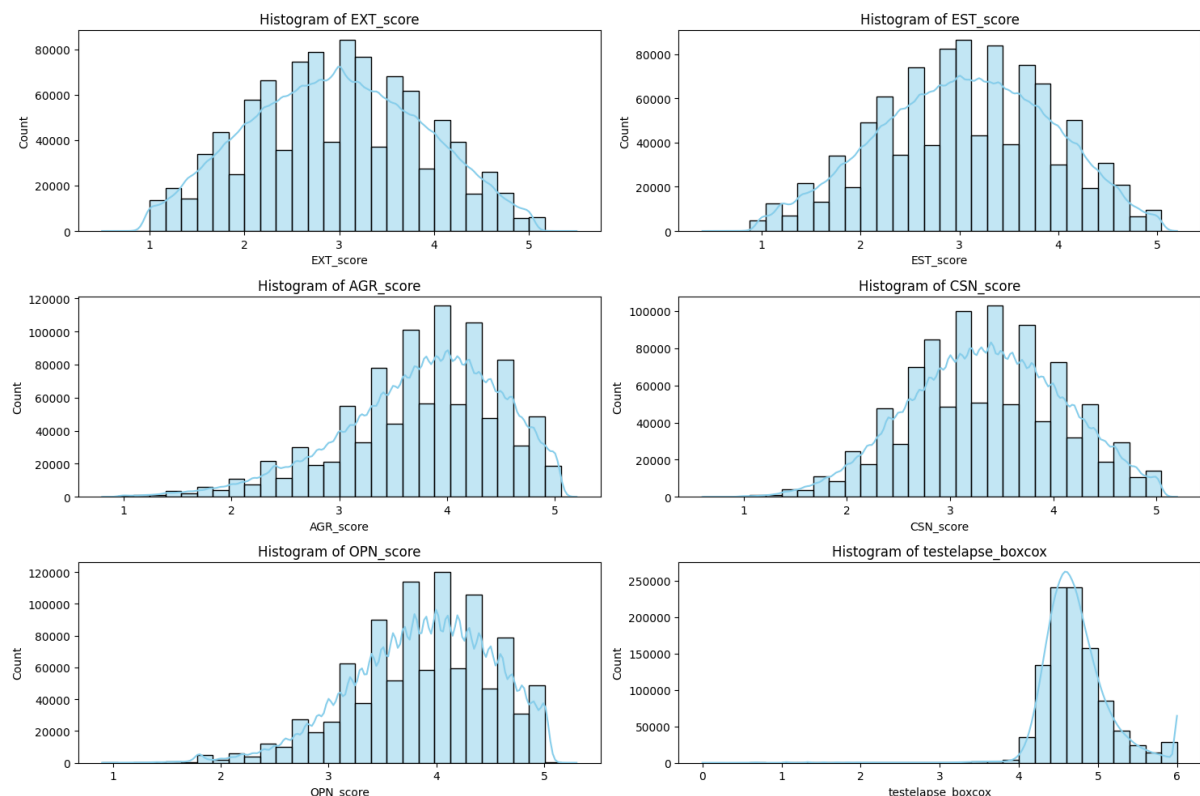 Histogram of EXT_score
80000
60000
40000
20000
0
Count
1 2 3 4 5
EXT_score
Histogram of EST_score
80000
60000
40000
20000
0
Count
1 2 3 4 5
EST_score
Histogram of AGR_score
120000
100000
80000
60000
40000
20000
0
Count
1 2 3 4 5
AGR_score
Histogram of CSN_score
100000
80000
60000
40000
20000
0
Count
1 2 3 4 5
CSN_score
Histogram of OPN_score
120000
100000
80000
60000
40000
20000
0
Count
1 2 3 4 5
OPN_score
Histogram of testelapse_boxcox
250000
200000
150000
100000
50000
0
Count
0 1 2 3 4 5 6
testelapse_boxcox